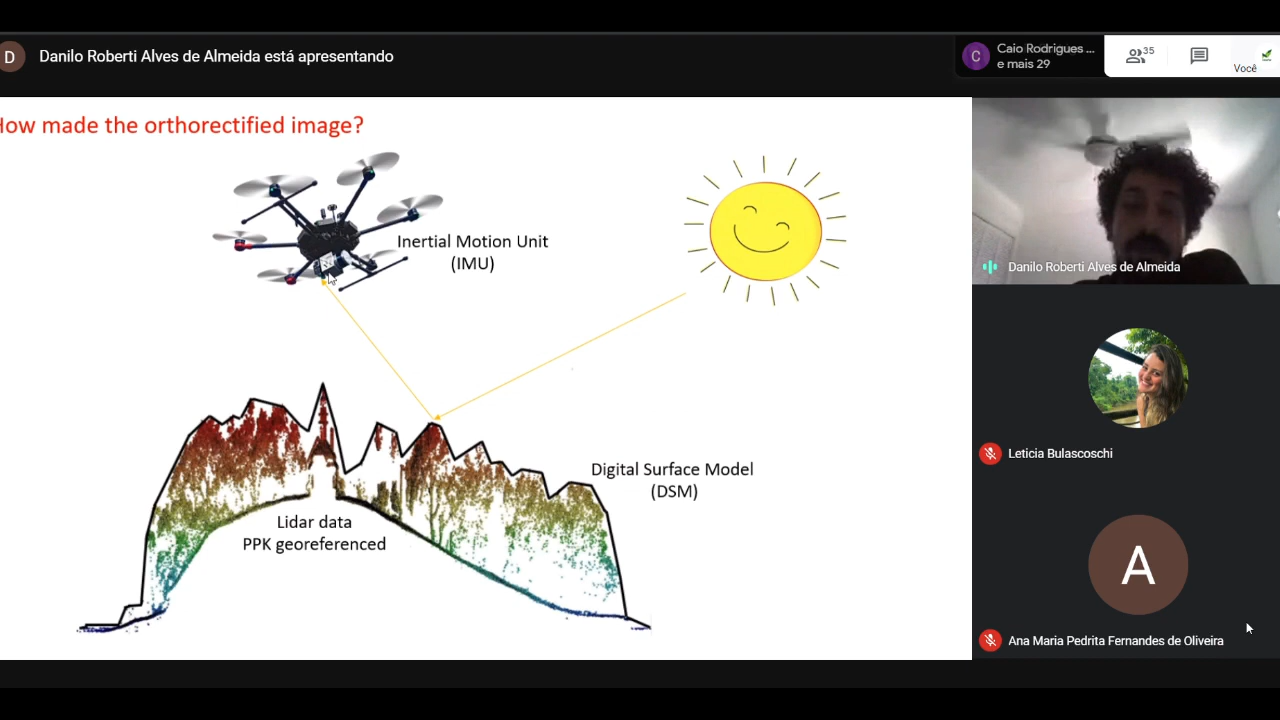 D
Danilo Roberti Alves de Almeida está apresentando
C
Caio Rodrigues ...
e mais 29
35
Você
How made the orthorectified image?
Inertial Motion Unit
(IMU)
Danilo Roberti Alves de Almeida
Leticia Bulascoschi
Digital Surface Model
(DSM)
Lidar data
PPK georeferenced
A
Ana Maria Pedrita Fernandes de Oliveira